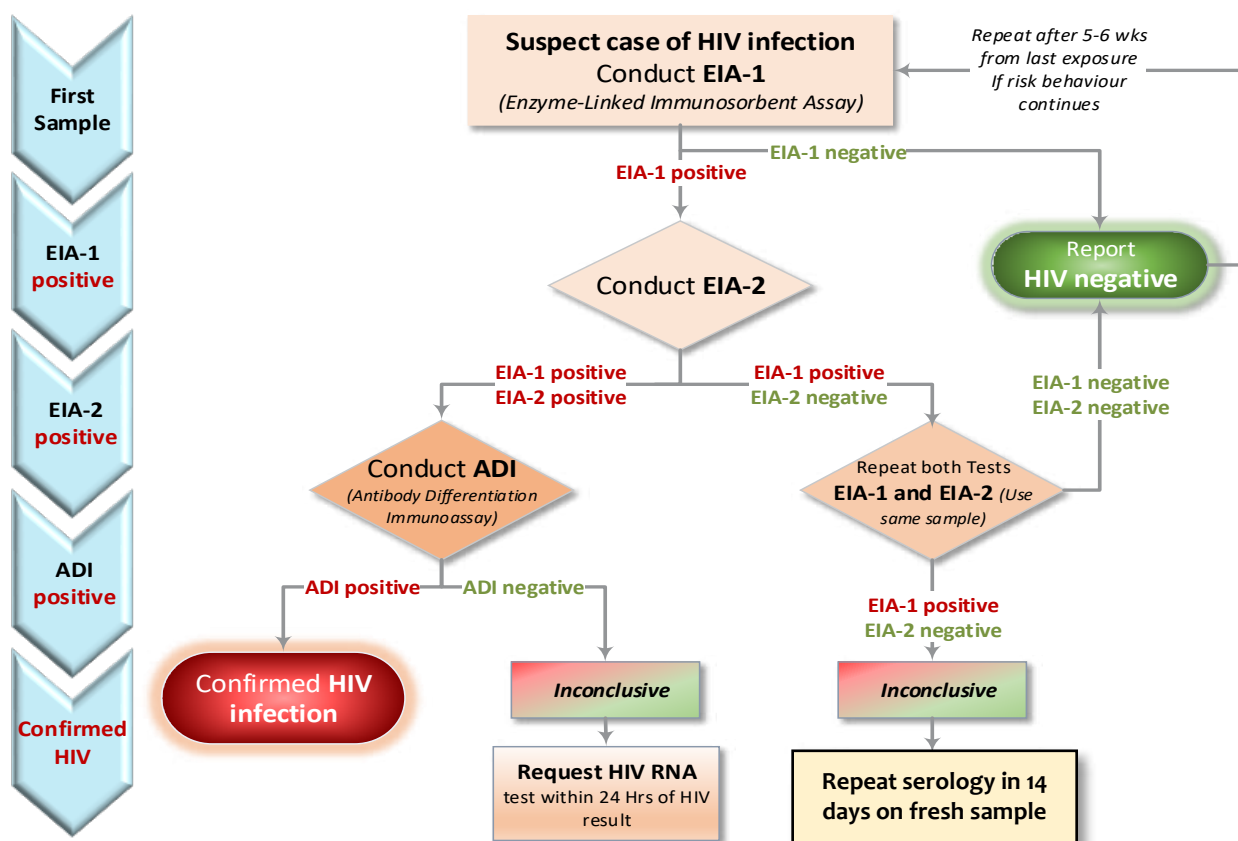 First
Sample
EIA-1
positive
EIA-2
positive
ADI
positive
Confirmed
HIV
Suspect case of HIV infection
Conduct EIA-1
(Enzyme-Linked Immunosorbent Assay)
Repeat after 5-6 wks
from last exposure
If risk behaviour
continues
EIA-1 negative
EIA-1 positive
Report
HIV negative
Conduct EIA-2
EIA-1 positive
EIA-2 positive
EIA-1 positive
EIA-2 negative
EIA-1 negative
EIA-2 negative
Conduct ADI
(Antibody Differentiation
Immunoassay)
Repeat both Tests
EIA-1 and EIA-2 (Use
same sample)
ADI positive
ADI negative
EIA-1 positive
EIA-2 negative
Confirmed HIV
infection
Inconclusive
Inconclusive
Request HIV RNA
test within 24 Hrs of HIV
result
Repeat serology in 14
days on fresh sample